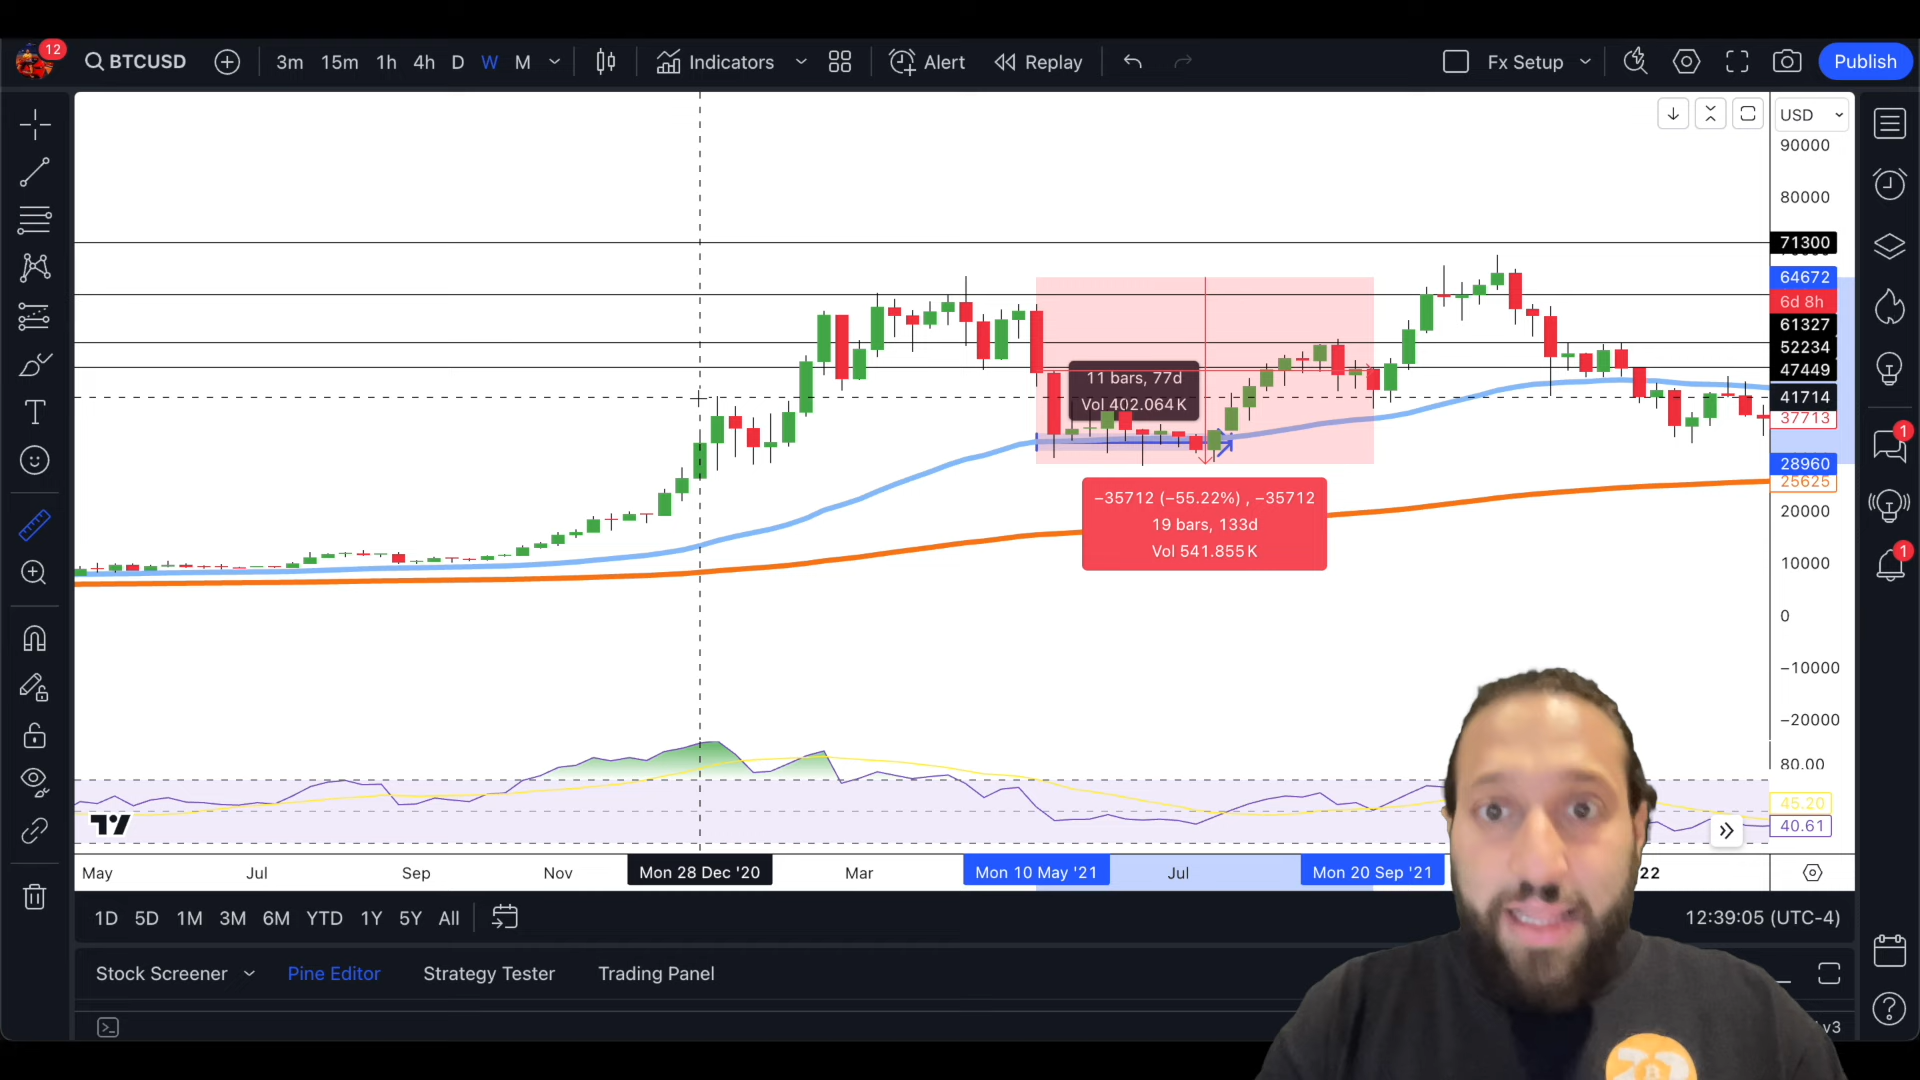 12
BTCUSD
3m 15m 1h 4h D W M
Indicators
Alert
Replay
Fx Setup
Publish
USD
90000
80000
71300
64672
6d 8h
61327
52234
47449
41714
37713
28960
25625
20000
10000
0
−10000
−20000
80.00
45.20
40.61
11 bars, 77d
Vol 402.064K
−35712 (−55.22%) , −35712
19 bars, 133d
Vol 541.855K
1
1
May Jul Sep Nov Mon 28 Dec '20 Mar Mon 10 May '21 Jul Mon 20 Sep '21 22
1D 5D 1M 3M 6M YTD 1Y 5Y All
12:39:05 (UTC-4)
Stock Screener Pine Editor Strategy Tester Trading Panel
v3